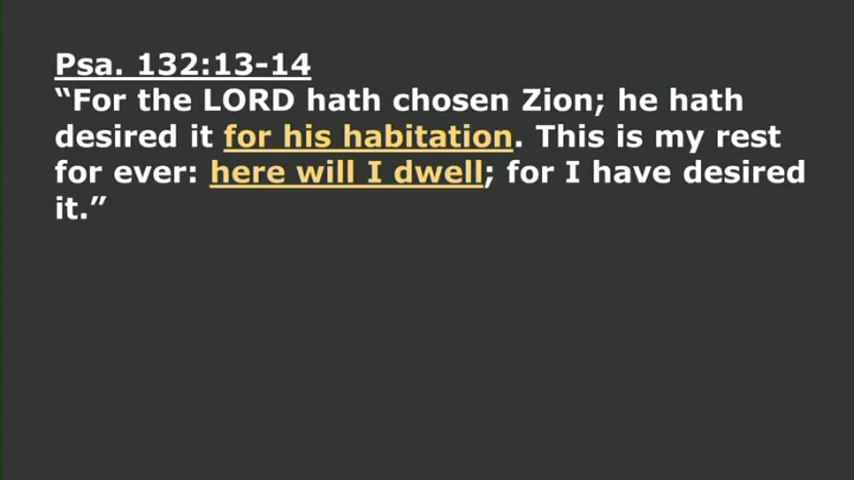 Psa. 132:13-14
“For the LORD hath chosen Zion; he hath
desired it for his habitation. This is my rest
for ever: here will I dwell; for I have desired
it.”